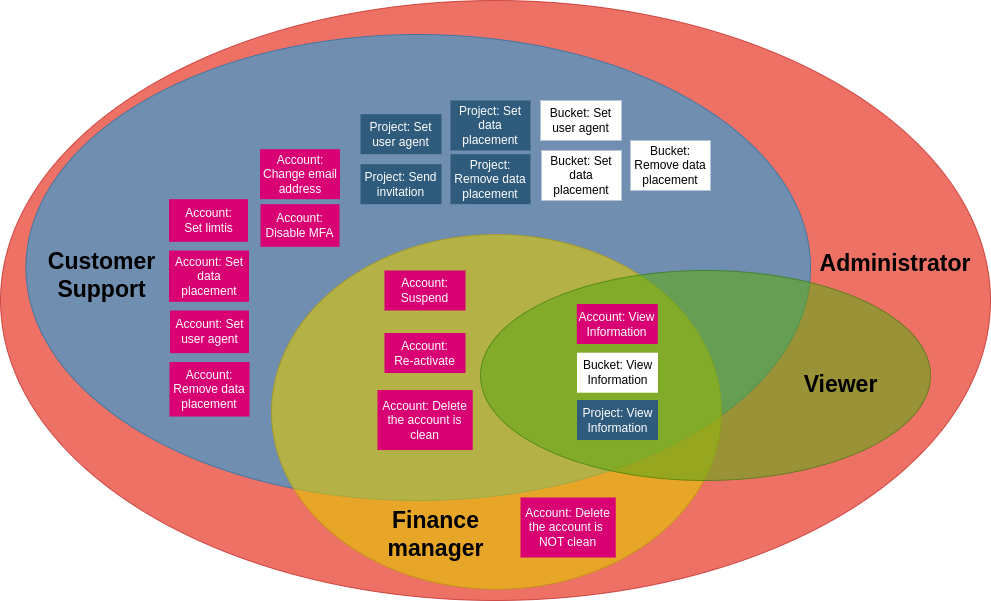 Project: Set
user agent
Project: Set
data
placement
Bucket: Set
user agent
Project: Send
invitation
Project:
Remove data
placement
Bucket: Set
data
placement
Bucket:
Remove data
placement
Account:
Change email
address
Account:
Disable MFA
Account:
Set limtis
Account: Set
data
placement
Account: Set
user agent
Account:
Remove data
placement
Customer
Support
Administrator
Account:
Suspend
Account:
Re-activate
Account: Delete
the account is
clean
Account: View
Information
Bucket: View
Information
Project: View
Information
Viewer
Finance
manager
Account: Delete
the account is
NOT clean